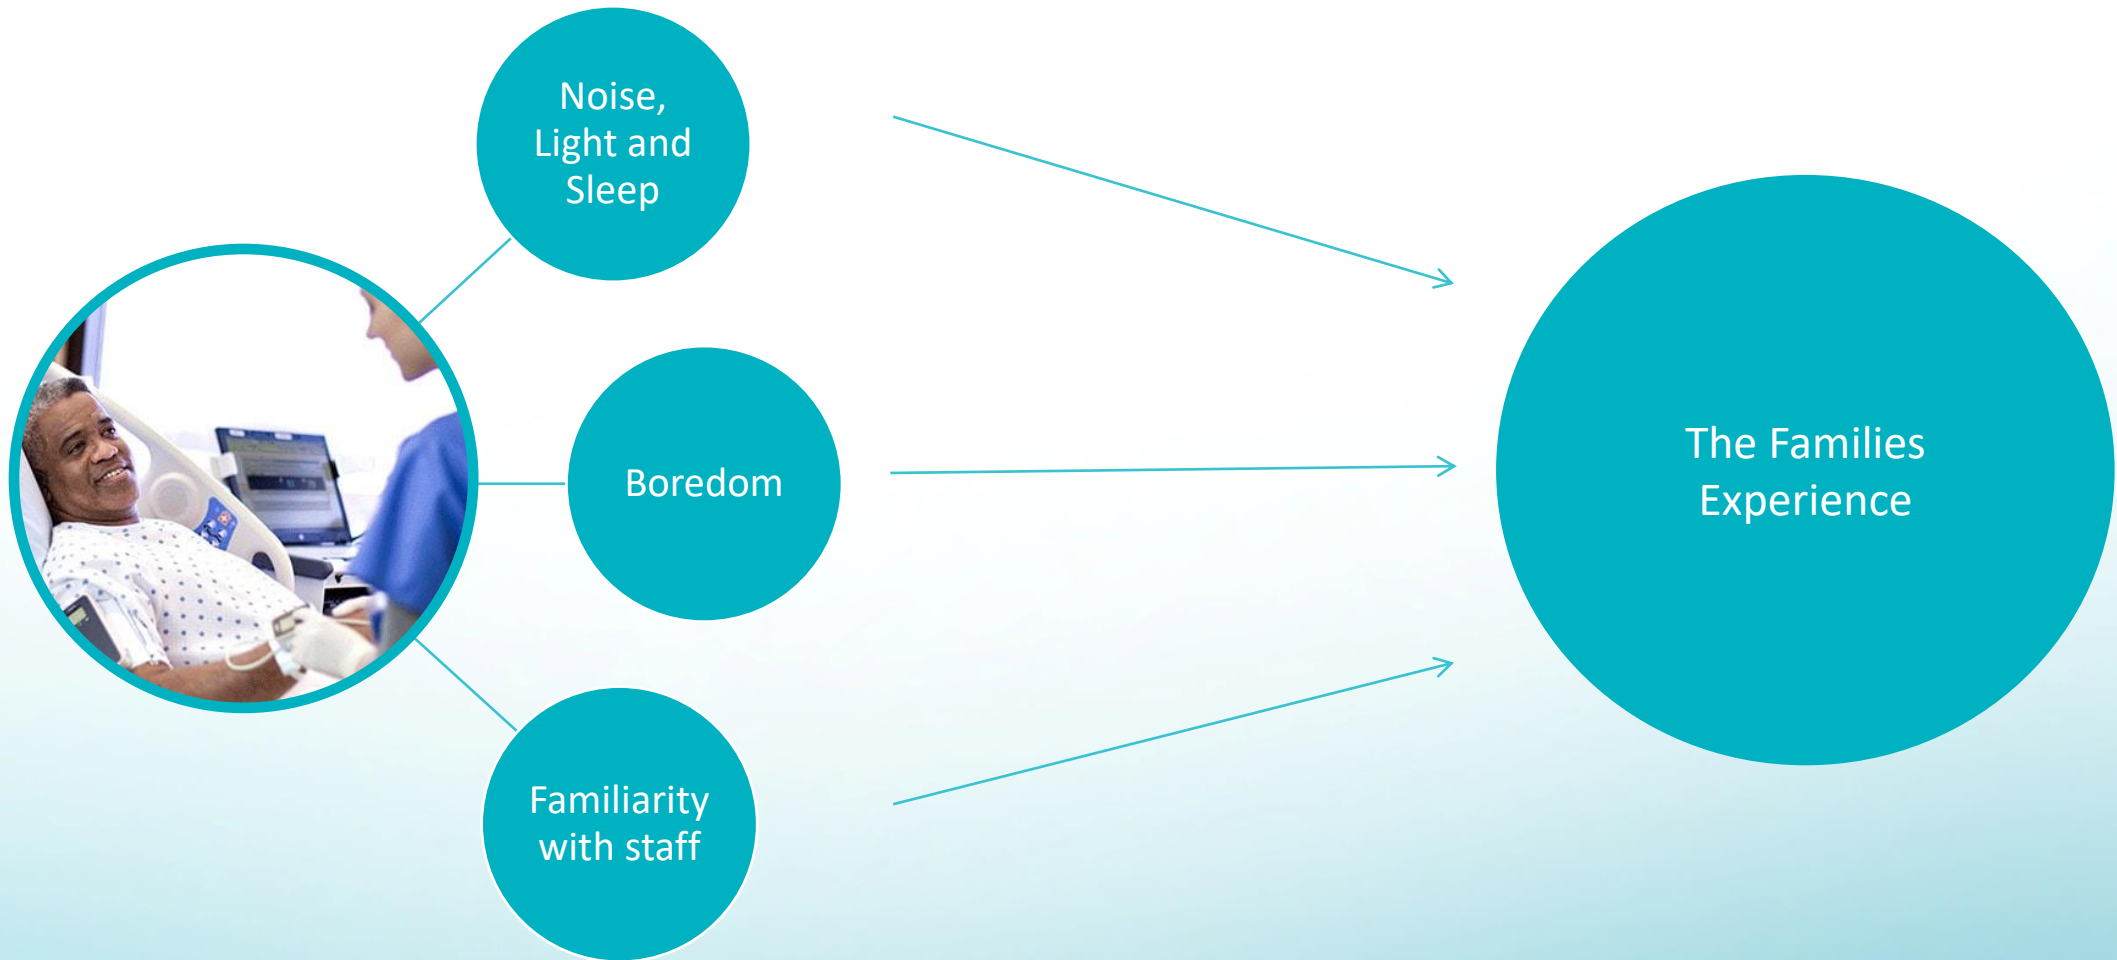 Noise,
Light and
Sleep
Boredom
Familiarity
with staff
The Families
Experience